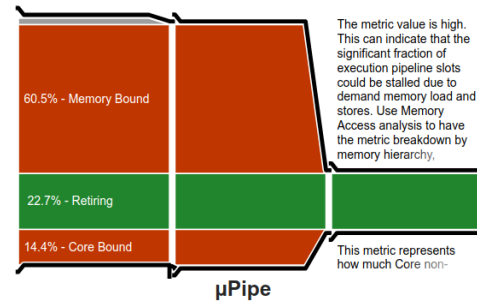 The metric value is high.
This can indicate that the
significant fraction of
execution pipeline slots
could be stalled due to
demand memory load and
stores. Use Memory
Access analysis to have
the metric breakdown by
memory hierarchy,
60.5% - Memory Bound
22.7% - Retiring
14.4% - Core Bound
This metric represents
how much Core non-
µPipe